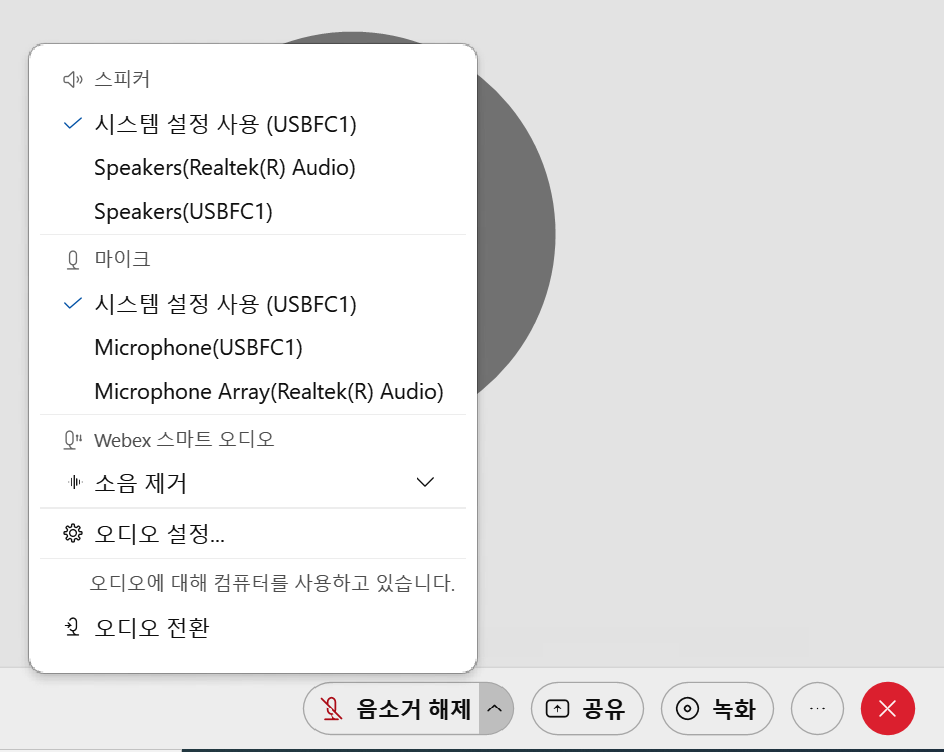 스피커
시스템 설정 사용 (USBFC1)
Speakers(Realtek(R) Audio)
Speakers(USBFC1)
마이크
시스템 설정 사용 (USBFC1)
Microphone(USBFC1)
Microphone Array(Realtek(R) Audio)
Webex 스마트 오디오
소음 제거
오디오 설정...
오디오에 대해 컴퓨터를 사용하고 있습니다.
오디오 전환
음소거 해제
공유
녹화